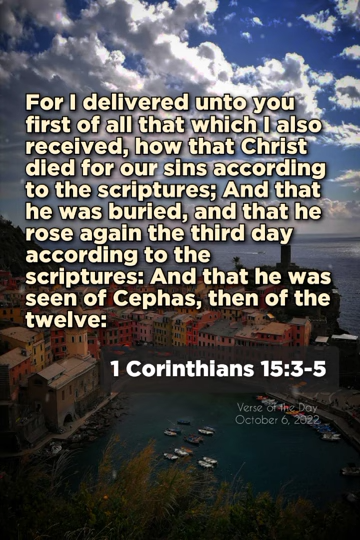 For I delivered unto you
first of all that which I also
received, how that Christ
died for our sins according
to the scriptures; And that
he was buried, and that he
rose again the third day
according to the
scriptures: And that he was
seen of Cephas, then of the
twelve:
1 Corinthians 15:3-5
Verse of the Day
October 6, 2022